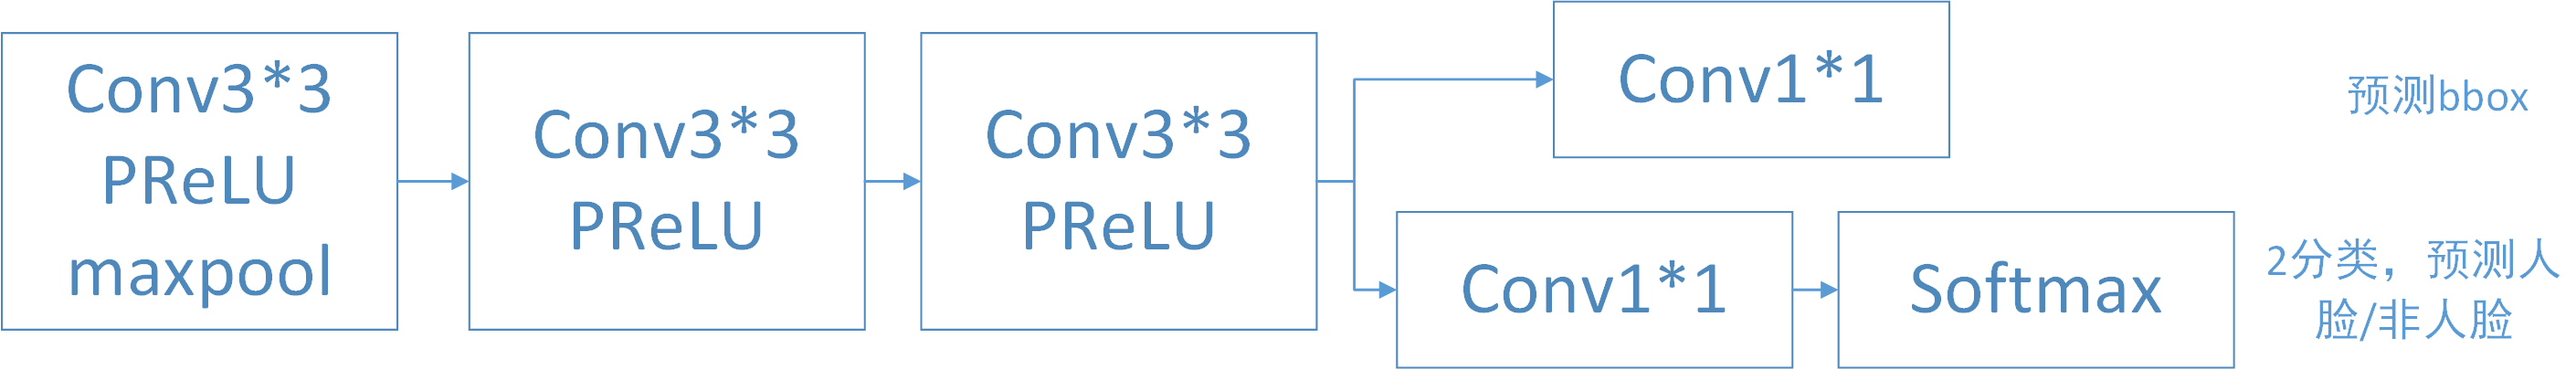 Conv3*3
PReLU
maxpool
Conv3*3
PReLU
Conv3*3
PReLU
Conv1*1
预测bbox
Conv1*1
Softmax
2分类，预测人
脸/非人脸